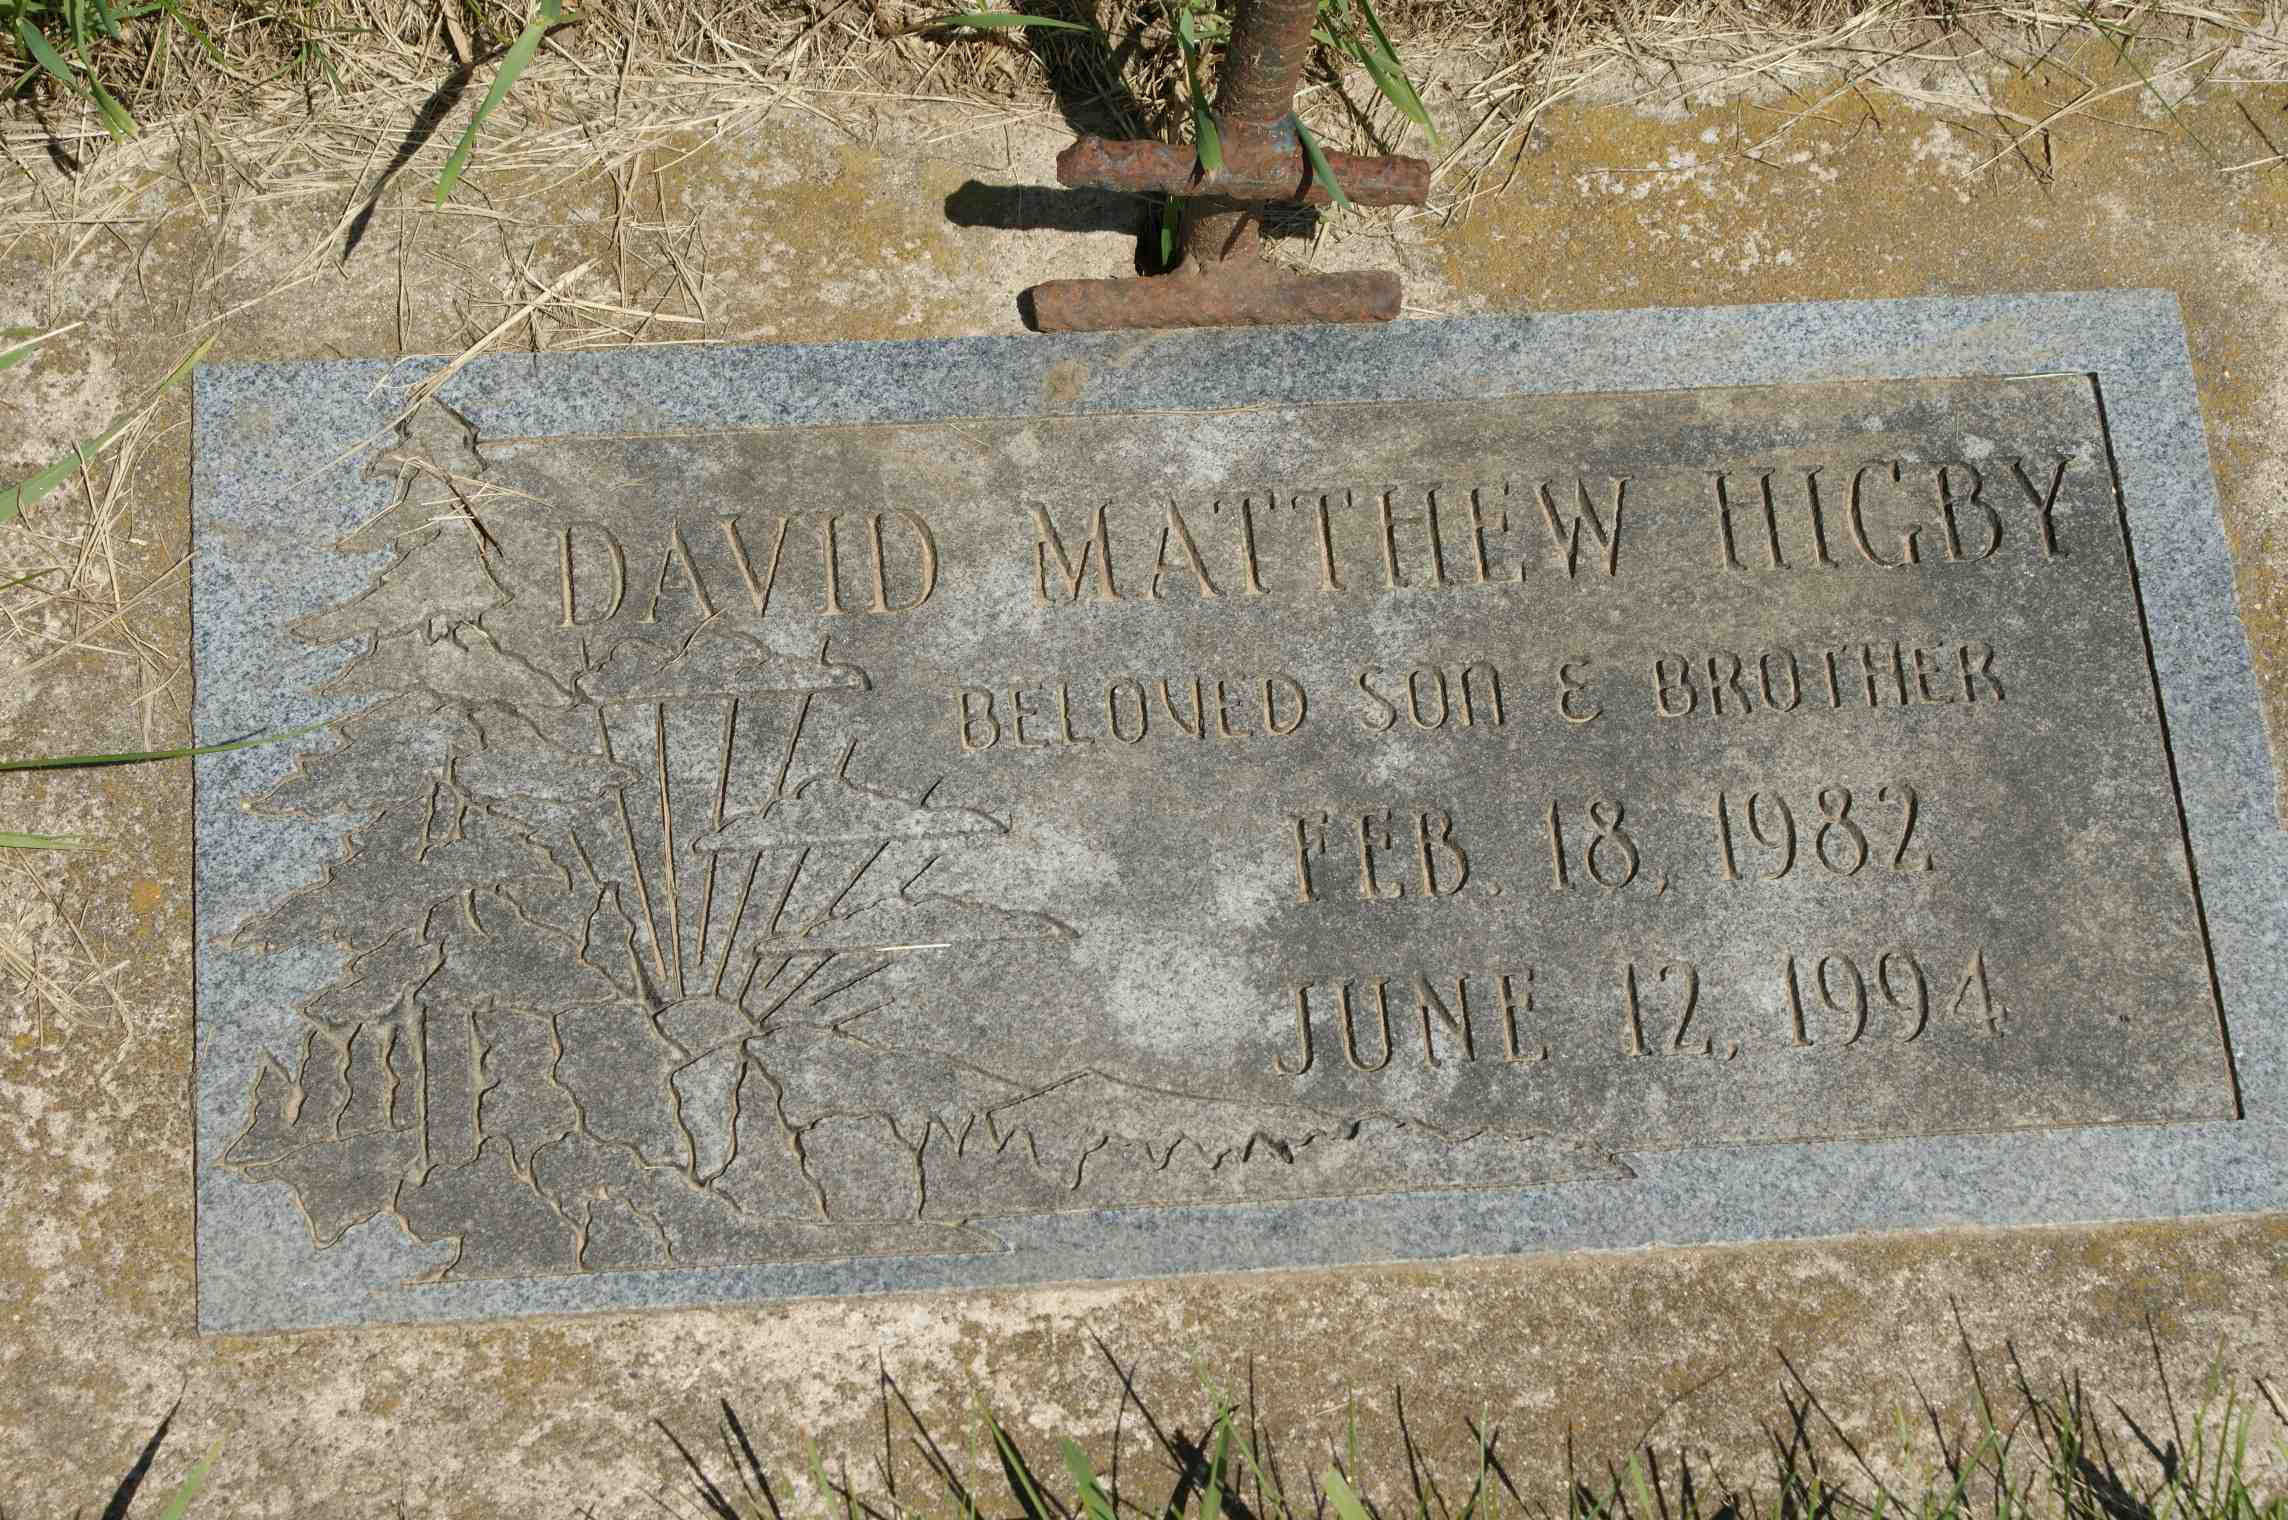 DAVID MATTHEW HIGBY
BELOVED SON & BROTHER
FEB. 18, 1982
JUNE 12, 1994